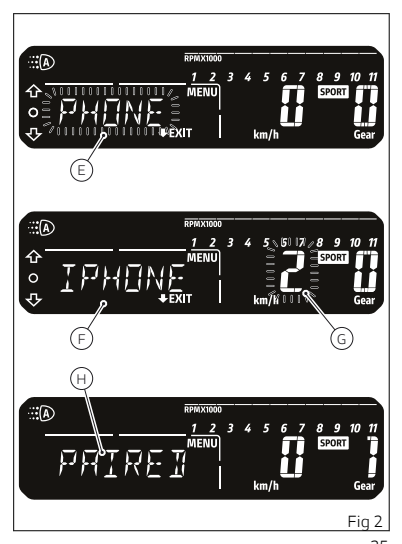 A
RPMX1000
1 2 3 4 5 6 7 8 9 10 11
MENU
SPORT
PHONE
0
0
EXIT
km/h
Gear
E
A
RPMX1000
1 2 3 4 5 6 7 8 9 10 11
MENU
SPORT
IPHONE
2
0
EXIT
km/h
Gear
F
G
H
A
RPMX1000
1 2 3 4 5 6 7 8 9 10 11
MENU
SPORT
PAIRED
0
1
km/h
Gear
Fig 2